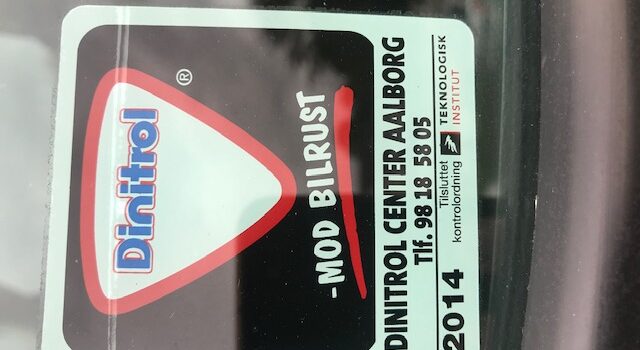 Dinitrol®
-MOD BILRUST
DINITROL CENTER AALBORG
Tlf. 98 18 58 05
Tilsluttet
kontrolordning
TEKNOLOGISK
INSTITUT
2014